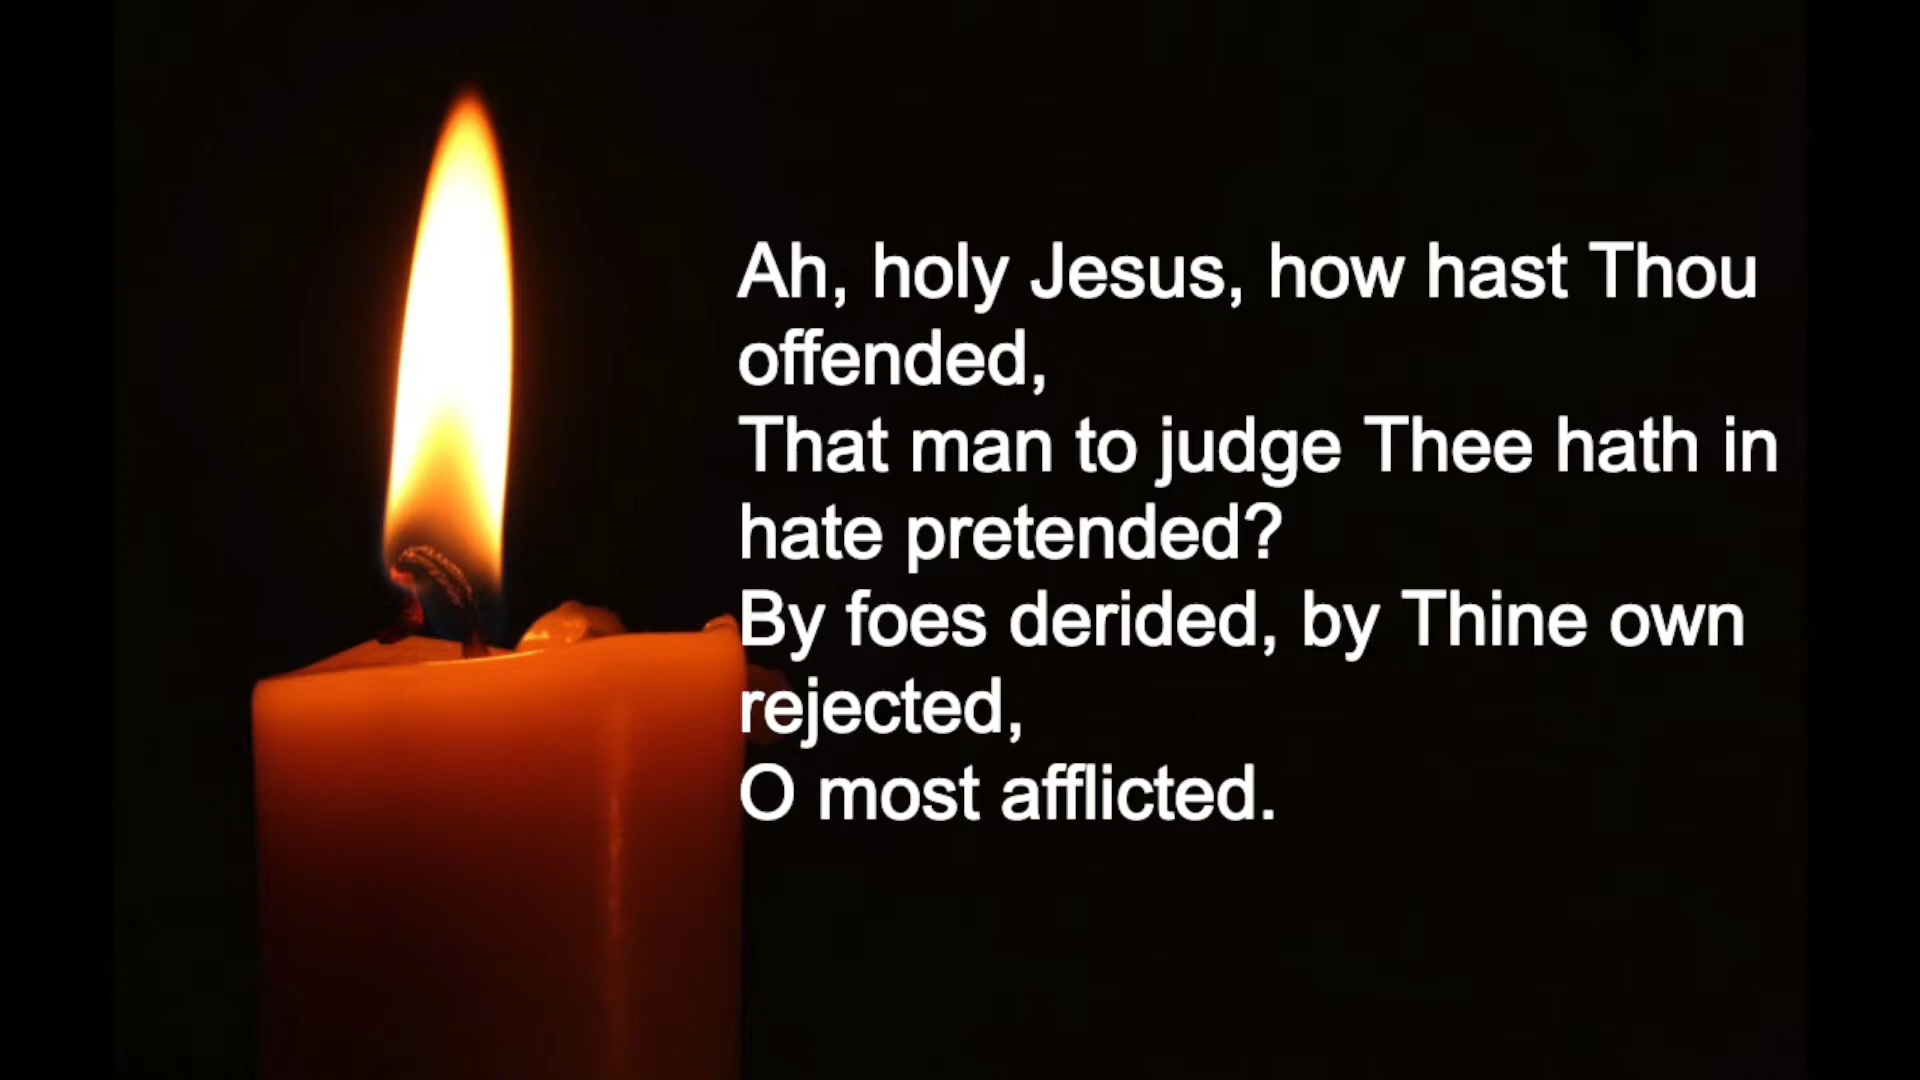 Ah, holy Jesus, how hast Thou
offended,
That man to judge Thee hath in
hate pretended?
By foes derided, by Thine own
rejected,
O most afflicted.